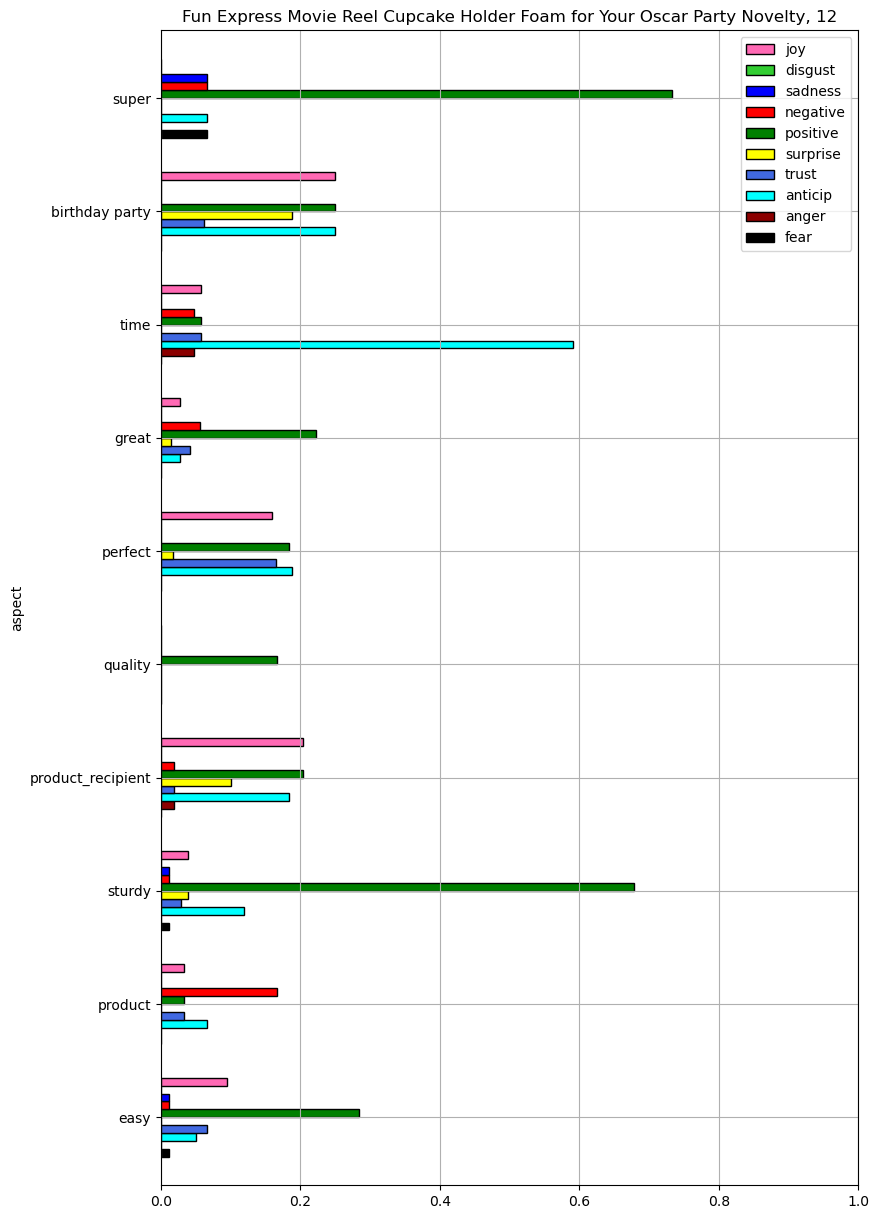 Fun Express Movie Reel Cupcake Holder Foam for Your Oscar Party Novelty, 12
joy
disgust
sadness
negative
positive
surprise
trust
anticip
anger
fear
super
birthday party
time
great
perfect
quality
product_recipient
sturdy
product
easy
aspect
0.0 0.2 0.4 0.6 0.8 1.0